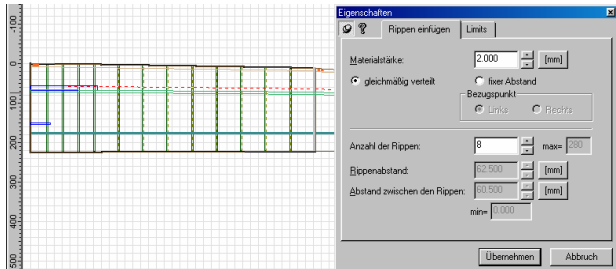 Eigenschaften
Rippen einfügen
Limits
Materialstärke:
2.000
[mm]
gleichmäßig verteilt
fixer Abstand
Bezugspunkt
Links
Rechts
Anzahl der Rippen:
8
max= 280
Rippenabstand:
62.500
[mm]
Abstand zwischen den Rippen:
60.500
[mm]
min= 0.000
Übernehmen
Abbruch
-100
0
100
200
300
400
500